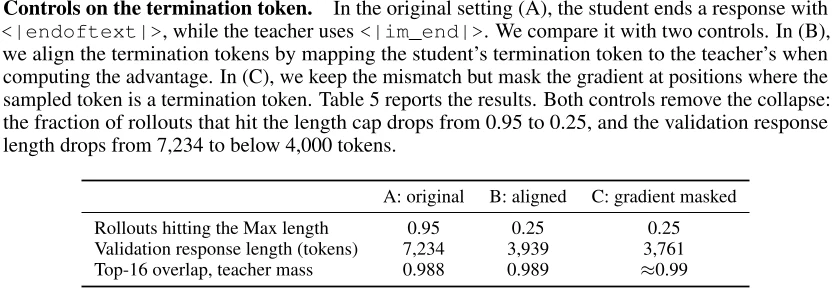 Controls on the termination token. In the original setting (A), the student ends a response with
<|endoftext|>, while the teacher uses <|im_end|>. We compare it with two controls. In (B),
we align the termination tokens by mapping the student's termination token to the teacher's when
computing the advantage. In (C), we keep the mismatch but mask the gradient at positions where the
sampled token is a termination token. Table 5 reports the results. Both controls remove the collapse:
the fraction of rollouts that hit the length cap drops from 0.95 to 0.25, and the validation response
length drops from 7,234 to below 4,000 tokens.
A: original B: aligned C: gradient masked
Rollouts hitting the Max length 0.95 0.25 0.25
Validation response length (tokens) 7,234 3,939 3,761
Top-16 overlap, teacher mass 0.988 0.989 ≈0.99